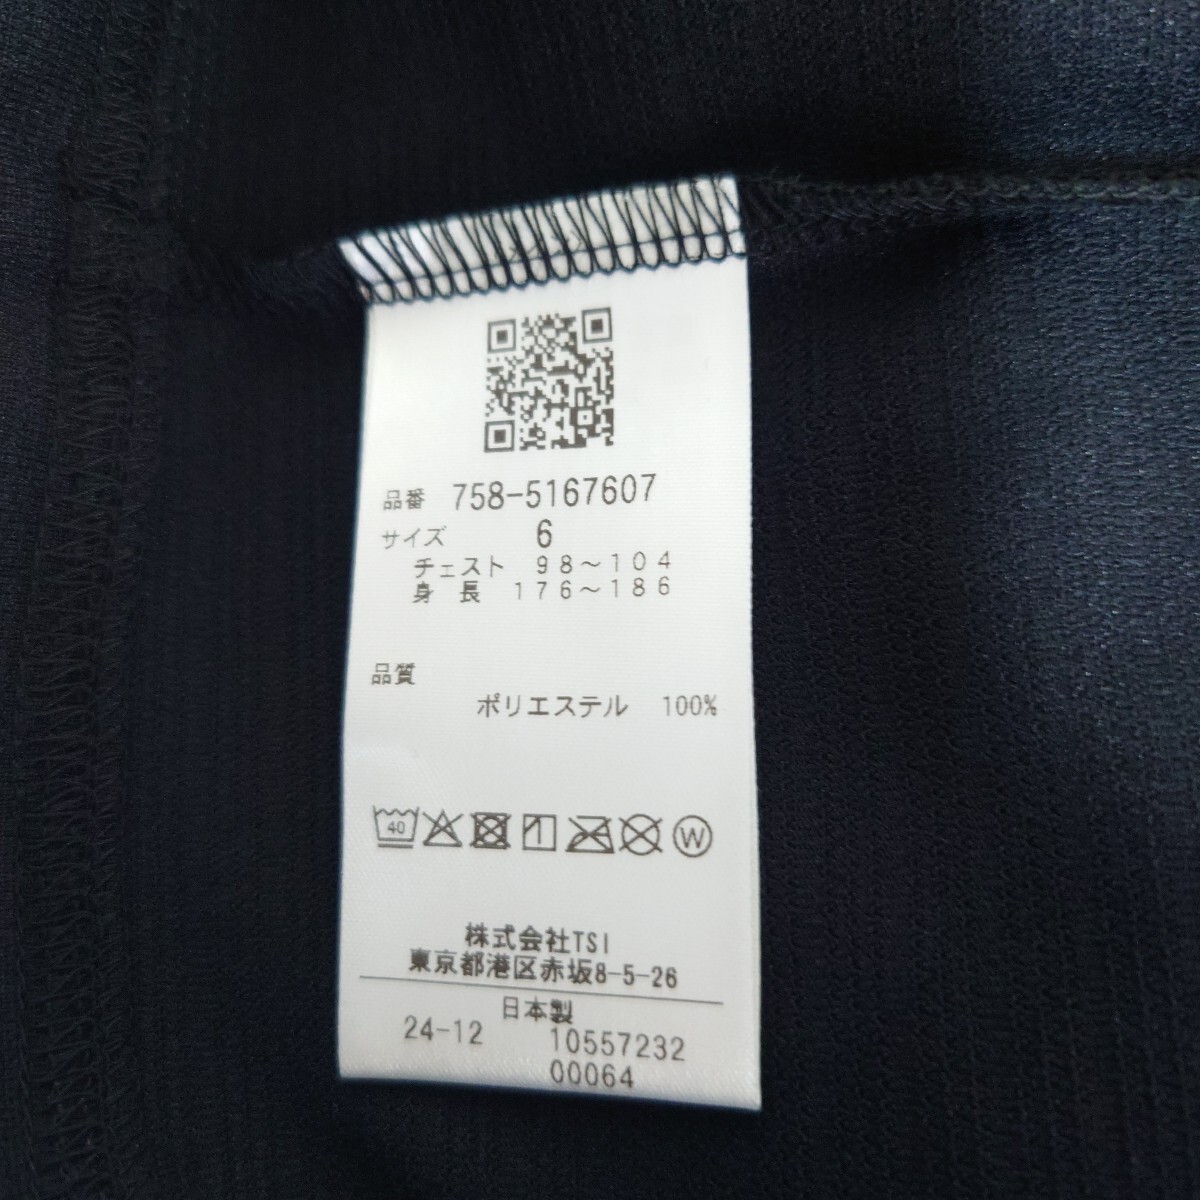 品番 758-5167607
サイズ 6
チェスト 98～104
身長 176～186
品質
ポリエステル 100%
40
W
株式会社TSI
東京都港区赤坂8-5-26
日本製
24-12 10557232
00064